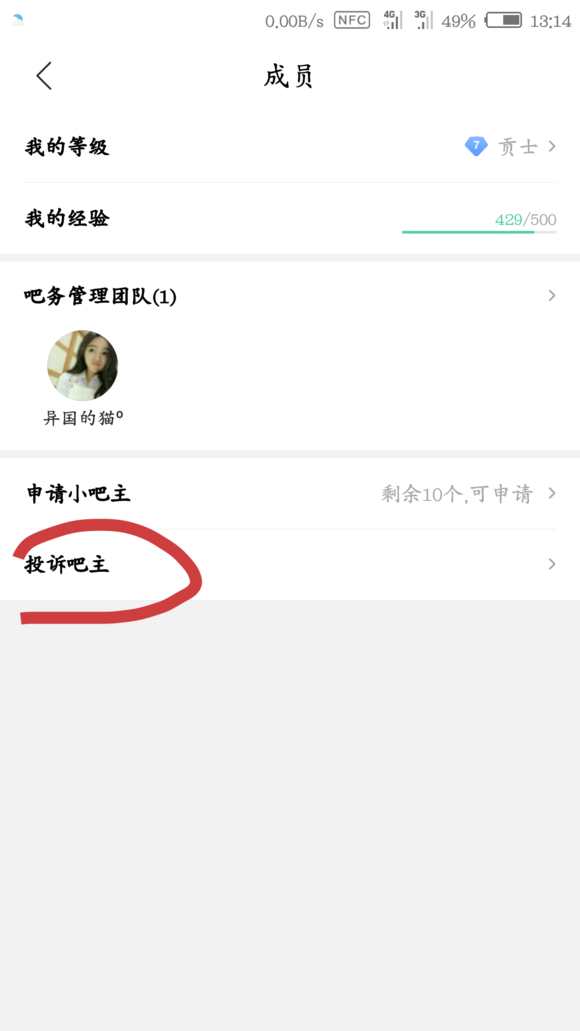 0.00B/s NFC 4G 3G 49% 13:14
成员
我的等级 7 贡士
我的经验 429/500
吧务管理团队(1)
异国的猫º
申请小吧主 剩余10个,可申请
投诉吧主